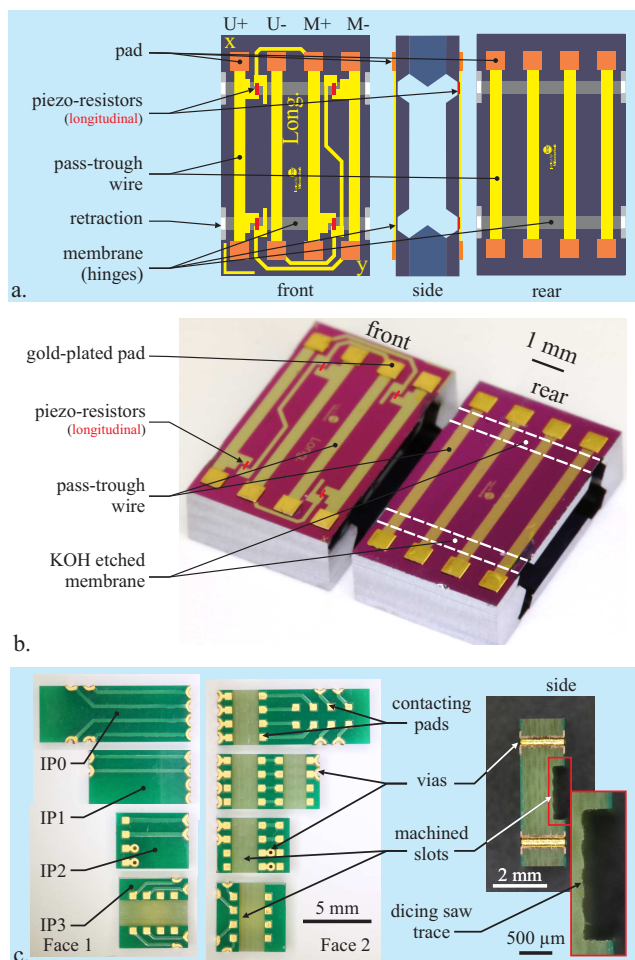 U+ U- M+ M-
x
pad
piezo-resistors
(longitudinal)
Long.
pass-trough
wire
retraction
membrane
(hinges)
y
a.
front
side
rear
front
1 mm
gold-plated pad
rear
piezo-resistors
(longitudinal)
Long
pass-trough
wire
KOH etched
membrane
x
b.
side
contacting
pads
IP0
vias
IP1
machined
slots
IP2
2 mm
dicing saw
trace
IP3
5 mm
c
Face 1
Face 2
500 µm